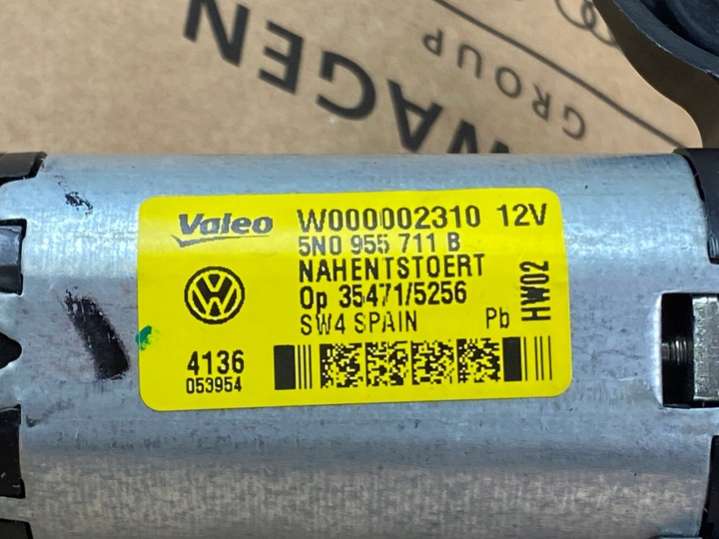 WAGEN
GROUP
Valeo W000002310 12V
5N0 955 711 B
NAHENTSTOERT
Op 35471/5256
SW4 SPAIN Pb
HW02
4136
053954